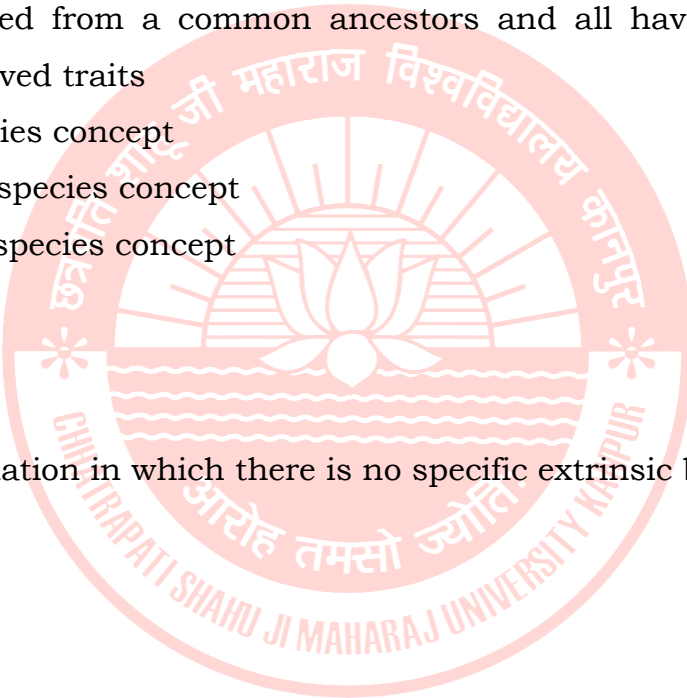 ed from a common ancestors and all hav
ved traits
ies concept
species concept
species concept
ation in which there is no specific extrinsic b
छत्रपति शाहू जी महाराज विश्वविद्यालय कानपुर
आरोह तमसो ज्योतिः
CHHATRAPATI SHAHU JI MAHARAJ UNIVERSITY KANPUR